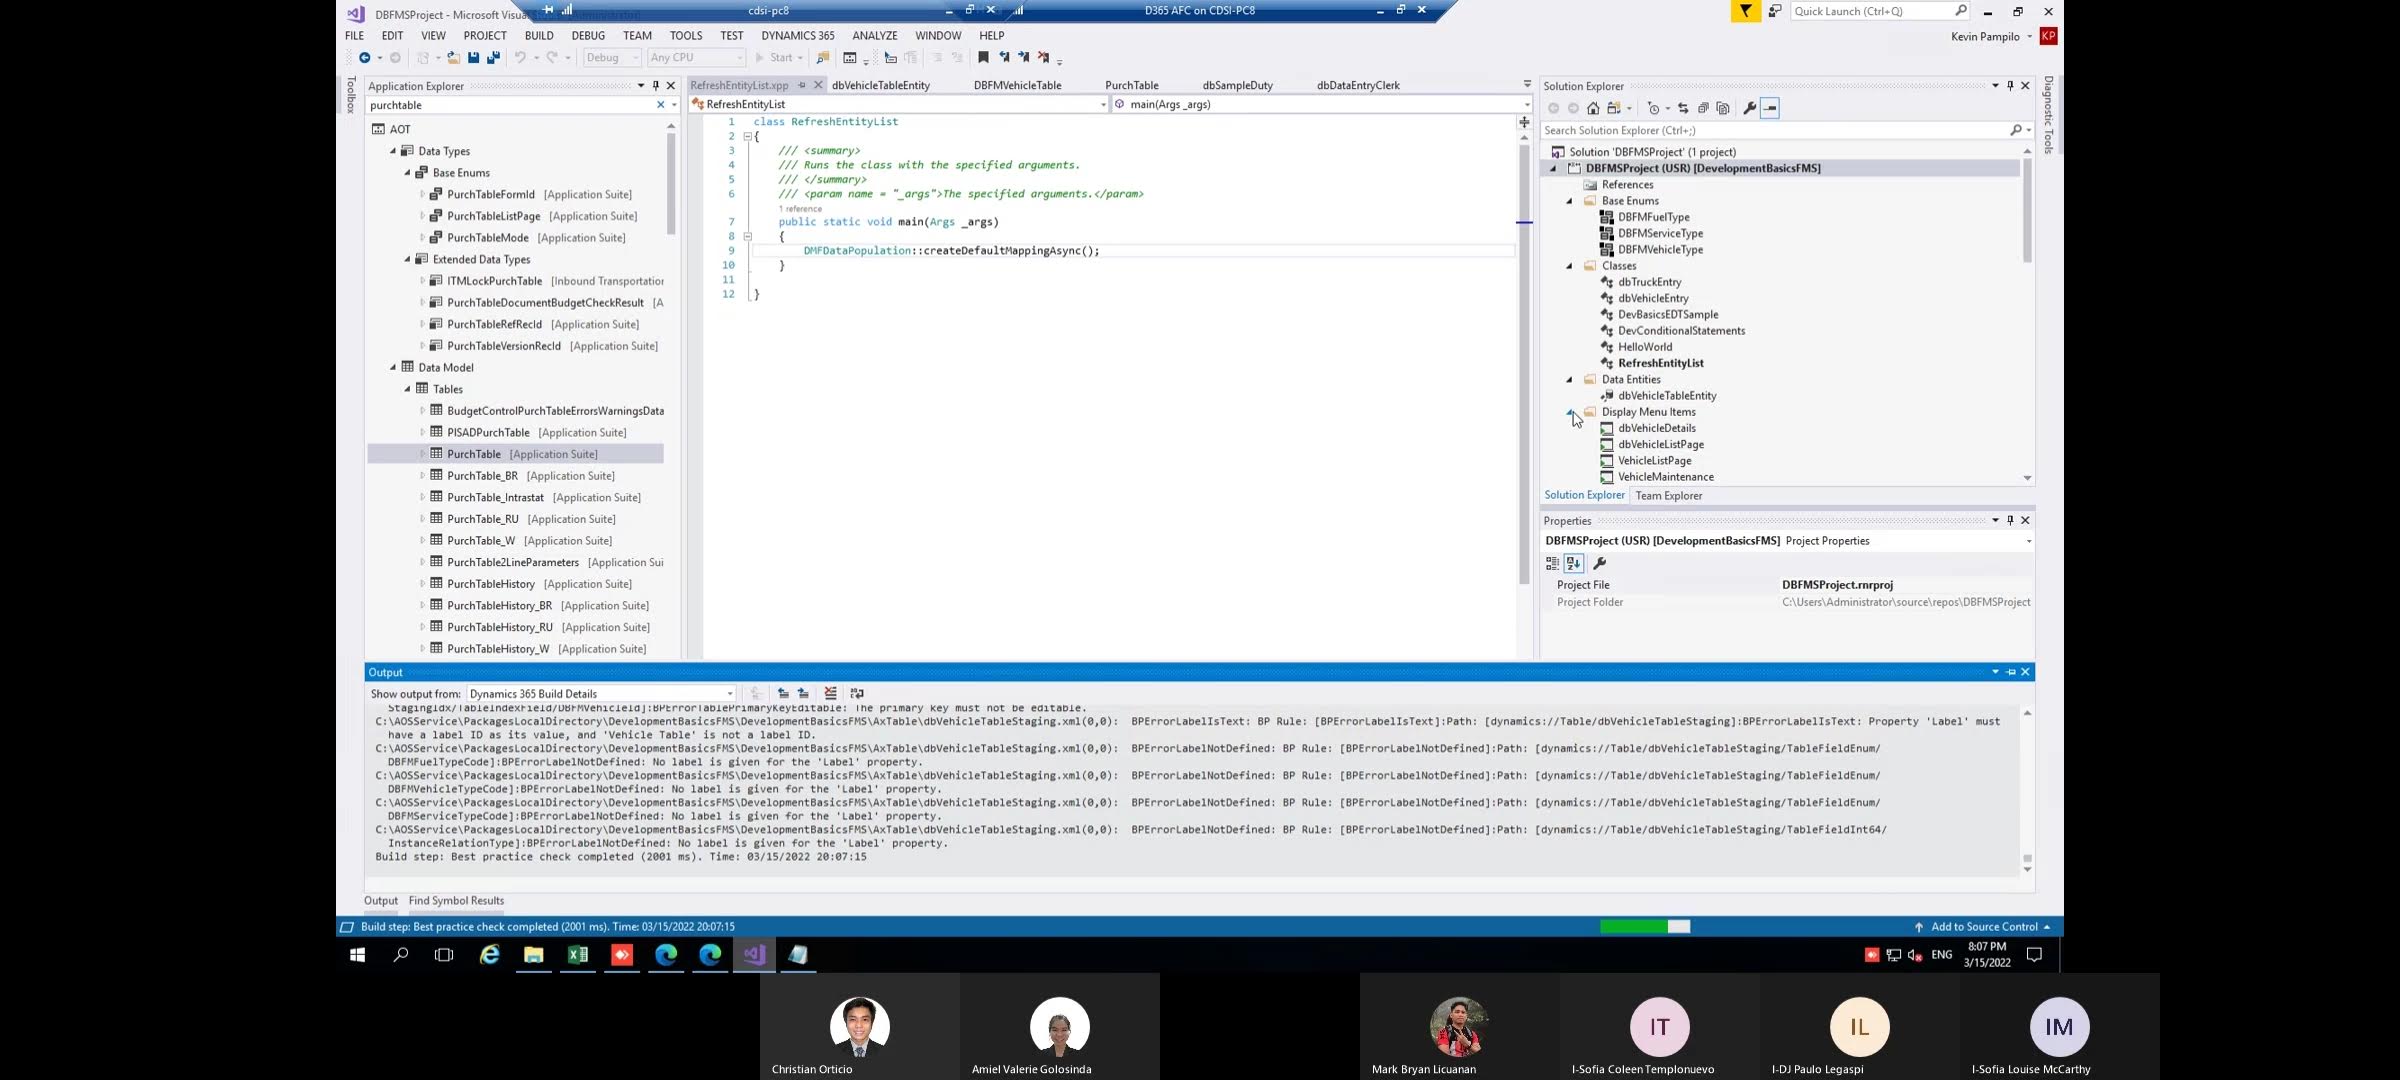 DBFMSProject - Microsoft Visu
cdsi-pc8
D365 AFC on CDSI-PC8
Quick Launch (Ctrl+Q)
FILE EDIT VIEW PROJECT BUILD DEBUG TEAM TOOLS TEST DYNAMICS 365 ANALYZE WINDOW HELP
Kevin Pampilo KP
Debug Any CPU Start
Toolbox
Application Explorer
purchtable
AOT
Data Types
Base Enums
PurchTableFormId [Application Suite]
PurchTableListPage [Application Suite]
PurchTableMode [Application Suite]
Extended Data Types
ITMLockPurchTable [Inbound Transportation
PurchTableDocumentBudgetCheckResult [A
PurchTableRefRecId [Application Suite]
PurchTableVersionRecId [Application Suite]
Data Model
Tables
BudgetControlPurchTableErrorsWarningsData
PISADPurchTable [Application Suite]
PurchTable [Application Suite]
PurchTable_BR [Application Suite]
PurchTable_Intrastat [Application Suite]
PurchTable_RU [Application Suite]
PurchTable_W [Application Suite]
PurchTable2LineParameters [Application Sui
PurchTableHistory [Application Suite]
PurchTableHistory_BR [Application Suite]
PurchTableHistory_RU [Application Suite]
PurchTableHistory_W [Application Suite]
RefreshEntityList.xpp dbVehicleTableEntity DBFMVehicleTable PurchTable dbSampleDuty dbDataEntryClerk
RefreshEntityList main(Args _args)
1 class RefreshEntityList
2 {
3 /// <summary>
4 /// Runs the class with the specified arguments.
5 /// </summary>
6 /// <param name = "_args">The specified arguments.</param>
1 reference
7 public static void main(Args _args)
8 {
9 DMFDataPopulation::createDefaultMappingAsync();
10 }
11
12 }
Solution Explorer
Search Solution Explorer (Ctrl+;)
Solution 'DBFMSProject' (1 project)
DBFMSProject (USR) [DevelopmentBasicsFMS]
References
Base Enums
DBFMFuelType
DBFMServiceType
DBFMVehicleType
Classes
dbTruckEntry
dbVehicleEntry
DevBasicsEDTSample
DevConditionalStatements
HelloWorld
RefreshEntityList
Data Entities
dbVehicleTableEntity
Display Menu Items
dbVehicleDetails
dbVehicleListPage
VehicleListPage
VehicleMaintenance
Solution Explorer Team Explorer
Diagnostic Tools
Properties
DBFMSProject (USR) [DevelopmentBasicsFMS] Project Properties
Project File DBFMSProject.rnrproj
Project Folder C:\Users\Administrator\source\repos\DBFMSProject
Output
Show output from: Dynamics 365 Build Details
StagingIdx/TableIndexField/DBFMVehicleId]:BPErrorTablePrimaryKeyEditable: The primary key must not be editable.
C:\AOSService\PackagesLocalDirectory\DevelopmentBasicsFMS\DevelopmentBasicsFMS\AxTable\dbVehicleTableStaging.xml(0,0): BPErrorLabelIsText: BP Rule: [BPErrorLabelIsText]:Path: [dynamics://Table/dbVehicleTableStaging]:BPErrorLabelIsText: Property 'Label' must
have a label ID as its value, and 'Vehicle Table' is not a label ID.
C:\AOSService\PackagesLocalDirectory\DevelopmentBasicsFMS\DevelopmentBasicsFMS\AxTable\dbVehicleTableStaging.xml(0,0): BPErrorLabelNotDefined: BP Rule: [BPErrorLabelNotDefined]:Path: [dynamics://Table/dbVehicleTableStaging/TableFieldEnum/
DBFMFuelTypeCode]:BPErrorLabelNotDefined: No label is given for the 'Label' property.
C:\AOSService\PackagesLocalDirectory\DevelopmentBasicsFMS\DevelopmentBasicsFMS\AxTable\dbVehicleTableStaging.xml(0,0): BPErrorLabelNotDefined: BP Rule: [BPErrorLabelNotDefined]:Path: [dynamics://Table/dbVehicleTableStaging/TableFieldEnum/
DBFMVehicleTypeCode]:BPErrorLabelNotDefined: No label is given for the 'Label' property.
C:\AOSService\PackagesLocalDirectory\DevelopmentBasicsFMS\DevelopmentBasicsFMS\AxTable\dbVehicleTableStaging.xml(0,0): BPErrorLabelNotDefined: BP Rule: [BPErrorLabelNotDefined]:Path: [dynamics://Table/dbVehicleTableStaging/TableFieldEnum/
DBFMServiceTypeCode]:BPErrorLabelNotDefined: No label is given for the 'Label' property.
C:\AOSService\PackagesLocalDirectory\DevelopmentBasicsFMS\DevelopmentBasicsFMS\AxTable\dbVehicleTableStaging.xml(0,0): BPErrorLabelNotDefined: BP Rule: [BPErrorLabelNotDefined]:Path: [dynamics://Table/dbVehicleTableStaging/TableFieldInt64/
InstanceRelationType]:BPErrorLabelNotDefined: No label is given for the 'Label' property.
Build step: Best practice check completed (2001 ms). Time: 03/15/2022 20:07:15
Output Find Symbol Results
Build step: Best practice check completed (2001 ms). Time: 03/15/2022 20:07:15
Add to Source Control
ENG
8:07 PM
3/15/2022
IT IL IM
Christian Orticio Amiel Valerie Golosinda Mark Bryan Licuanan I-Sofia Coleen Templonuevo I-DJ Paulo Legaspi I-Sofia Louise McCarthy